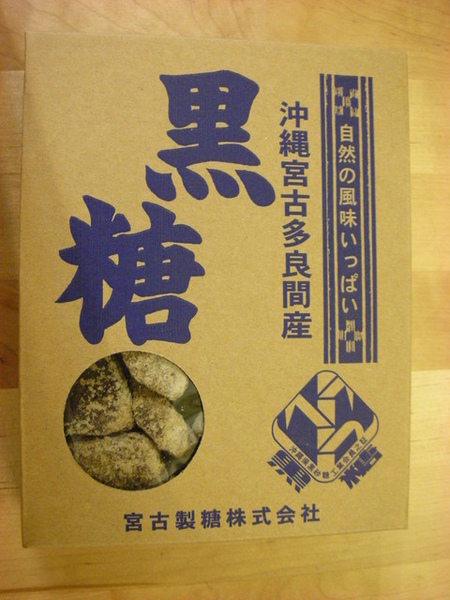 自然の風味いっぱい
沖縄宮古多良間産
黒糖
黒糖
宮古製糖株式会社